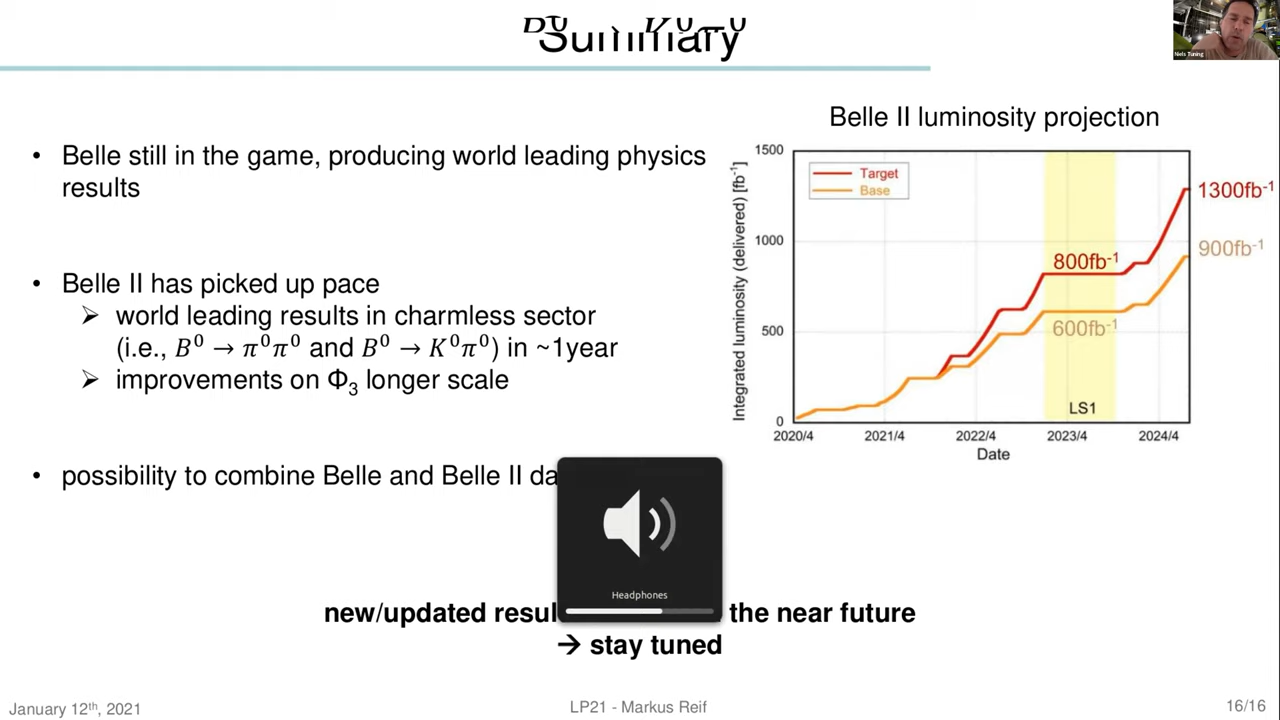 Summary
Niels Tuning
Belle II luminosity projection
• Belle still in the game, producing world leading physics
results
• Belle II has picked up pace
➢ world leading results in charmless sector
(i.e., B⁰ → π⁰π⁰ and B⁰ → K⁰π⁰) in ~1year
➢ improvements on Φ₃ longer scale
• possibility to combine Belle and Belle II
Integrated luminosity (delivered) [fb⁻¹]
1500
1000
500
0
Target
Base
1300fb⁻¹
900fb⁻¹
800fb⁻¹
600fb⁻¹
LS1
2020/4 2021/4 2022/4 2023/4 2024/4
Date
Headphones
new/updated the near future
→ stay tuned
January 12th, 2021
LP21 - Markus Reif
16/16